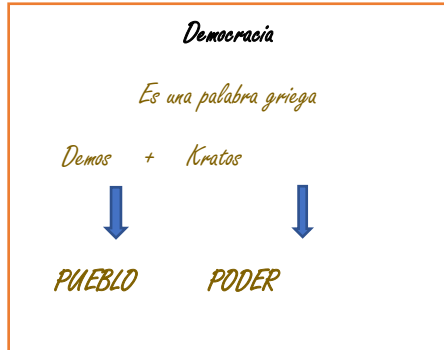 Democracia
Es una palabra griega
Demos + Kratos
PUEBLO PODER